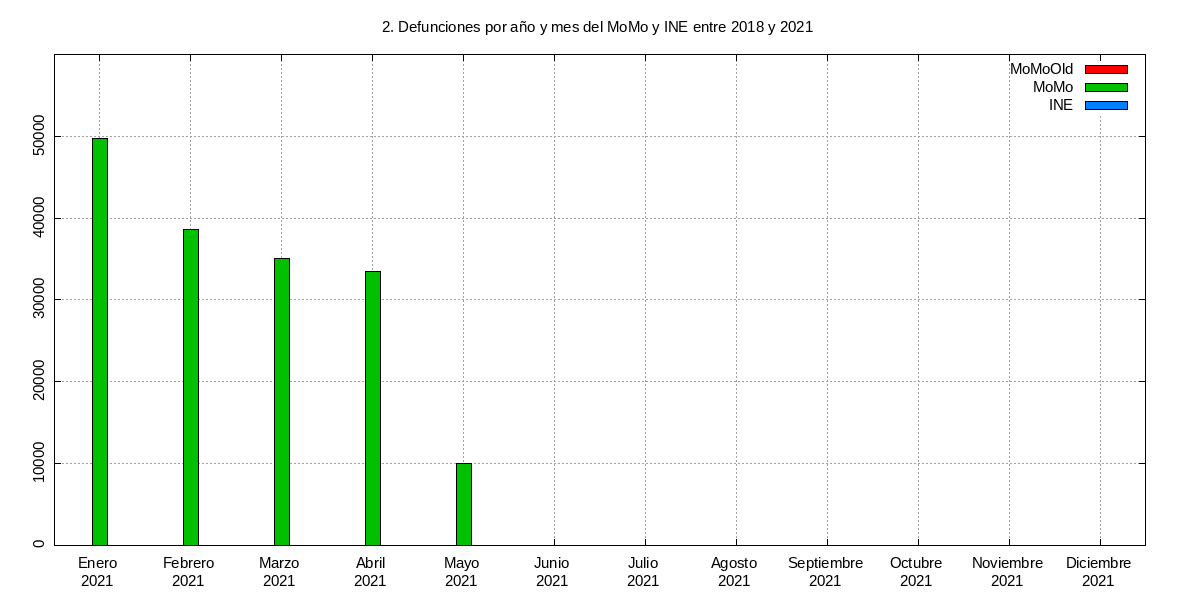 2. Defunciones por año y mes del MoMo y INE entre 2018 y 2021
MoMoOld
MoMo
INE
50000
40000
30000
20000
10000
0
Enero Febrero Marzo Abril Mayo Junio Julio Agosto Septiembre Octubre Noviembre Diciembre
2021 2021 2021 2021 2021 2021 2021 2021 2021 2021 2021 2021